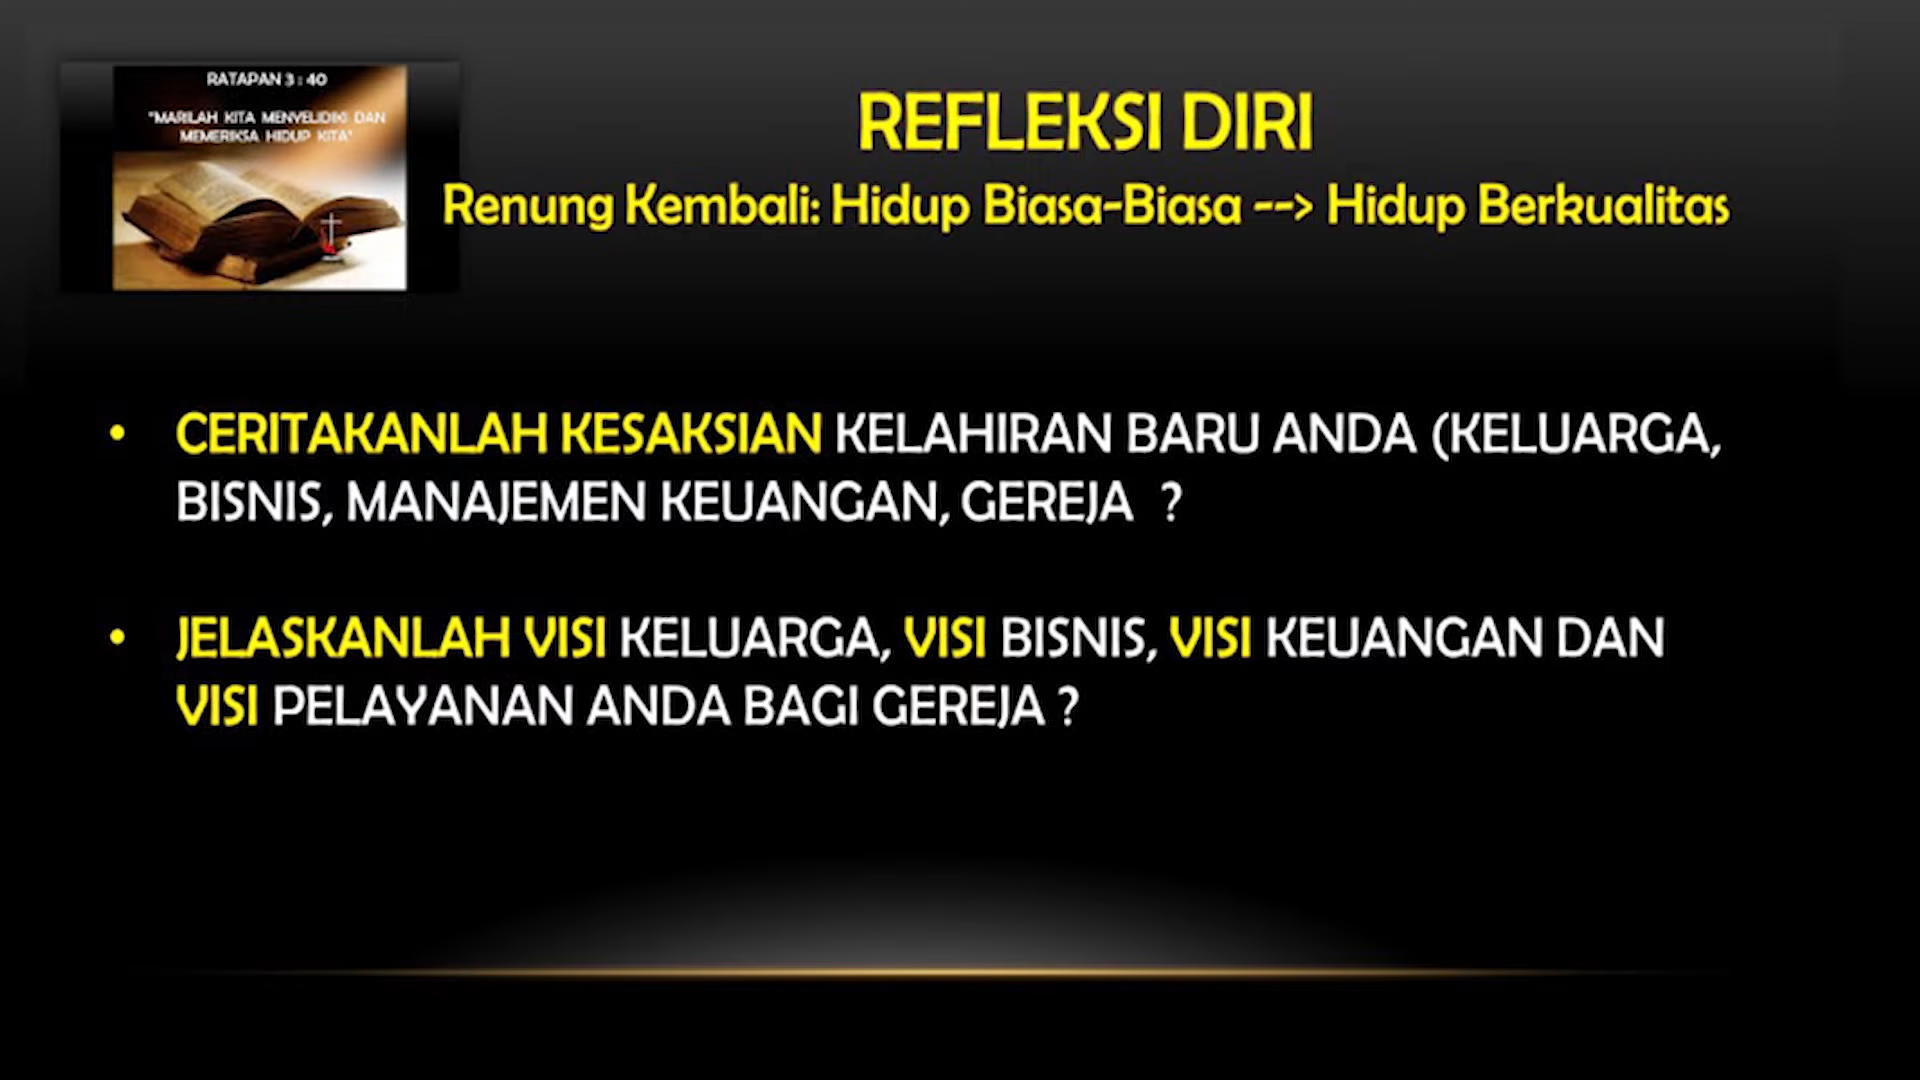 RATAPAN 3 : 40
"MARILAH KITA MENYELIDIKI DAN
MEMERIKSA HIDUP KITA"
REFLEKSI DIRI
Renung Kembali: Hidup Biasa-Biasa --> Hidup Berkualitas
• CERITAKANLAH KESAKSIAN KELAHIRAN BARU ANDA (KELUARGA,
BISNIS, MANAJEMEN KEUANGAN, GEREJA ?
• JELASKANLAH VISI KELUARGA, VISI BISNIS, VISI KEUANGAN DAN
VISI PELAYANAN ANDA BAGI GEREJA ?